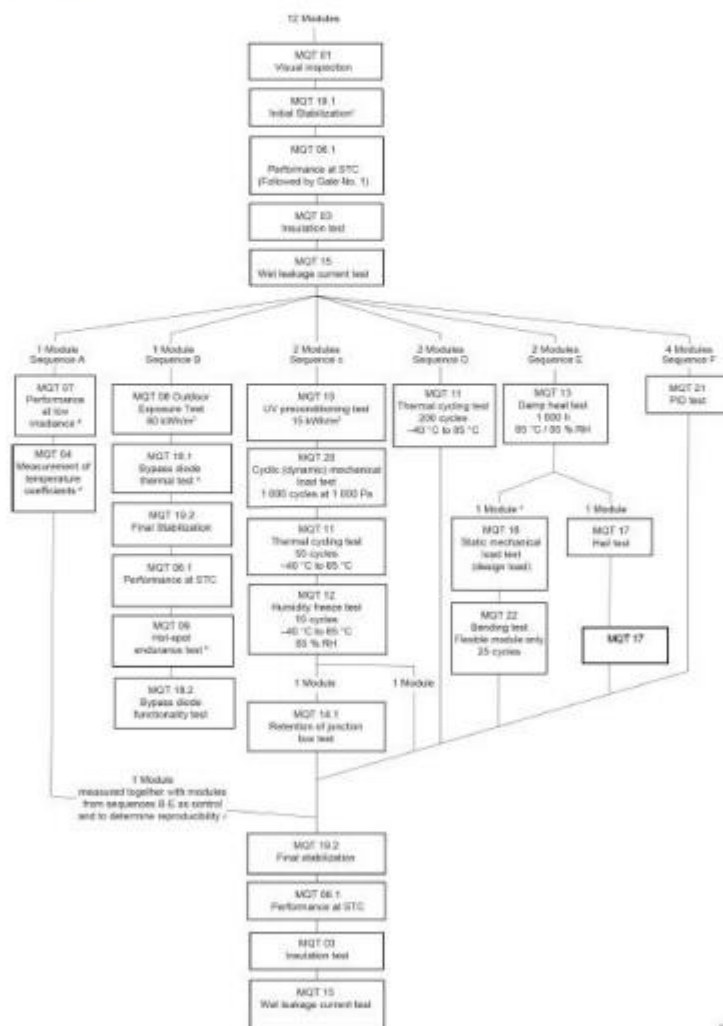 12 Modules
MQT 01
Visual inspection
MQT 19.1
Initial Stabilization
MQT 06.1
Performance at STC
(Followed by Gate No. 1)
MQT 03
Insulation test
MQT 15
Wet leakage current test
1 Module
Sequence A
MQT 07
Performance
at low
irradiance
MQT 04
Measurement of
temperature
coefficients
1 Module
Sequence B
MQT 08 Outdoor
Exposure Test
60 kWh/m²
MQT 18.1
Bypass diode
thermal test
MQT 19.2
Final Stabilization
MQT 06.1
Performance at STC
MQT 09
Hot-spot
endurance test
MQT 18.2
Bypass diode
functionality test
2 Modules
Sequence c
MQT 10
UV preconditioning test
15 kWh/m²
MQT 20
Cyclic (dynamic) mechanical
load test
1 000 cycles at 1 000 Pa
MQT 11
Thermal cycling test
50 cycles
–40 °C to 85 °C
MQT 12
Humidity freeze test
10 cycles
–40 °C to 85 °C
85 % RH
1 Module
1 Module
MQT 14.1
Retention of junction
box test
2 Modules
Sequence D
MQT 11
Thermal cycling test
200 cycles
–40 °C to 85 °C
2 Modules
Sequence E
MQT 13
Damp heat test
1 000 h
85 °C / 85 % RH
1 Module
MQT 16
Static mechanical
load test
(design load)
MQT 22
Bending test
Flexible module only
25 cycles
1 Module
MQT 17
Hail test
MQT 17
4 Modules
Sequence F
MQT 21
PID test
1 Module
measured together with modules
from sequences B-E as control
and to determine reproducibility
MQT 19.2
Final stabilization
MQT 06.1
Performance at STC
MQT 03
Insulation test
MQT 15
Wet leakage current test